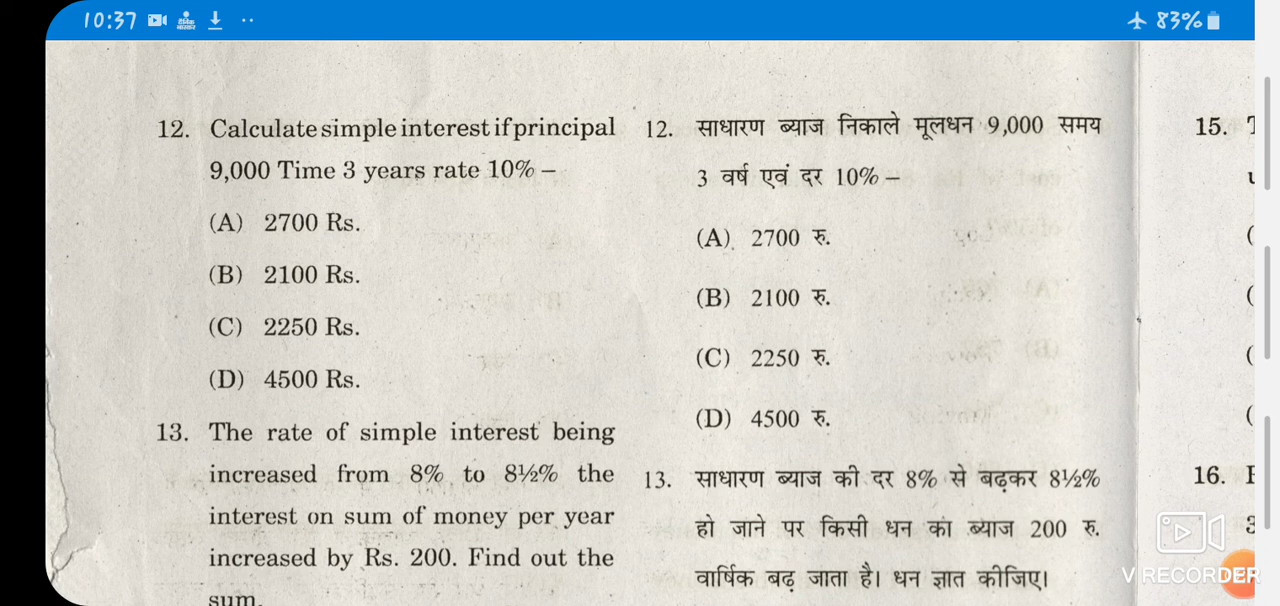 10:37
83%
12. Calculate simple interest if principal
9,000 Time 3 years rate 10% –
(A) 2700 Rs.
(B) 2100 Rs.
(C) 2250 Rs.
(D) 4500 Rs.
13. The rate of simple interest being
increased from 8% to 8½% the
interest on sum of money per year
increased by Rs. 200. Find out the
sum.
12. साधारण ब्याज निकाले मूलधन 9,000 समय
3 वर्ष एवं दर 10% –
(A) 2700 रु.
(B) 2100 रु.
(C) 2250 रु.
(D) 4500 रु.
13. साधारण ब्याज की दर 8% से बढ़कर 8½%
हो जाने पर किसी धन का ब्याज 200 रु.
वार्षिक बढ़ जाता है। धन ज्ञात कीजिए।
15.
16.
3
V RECORDER